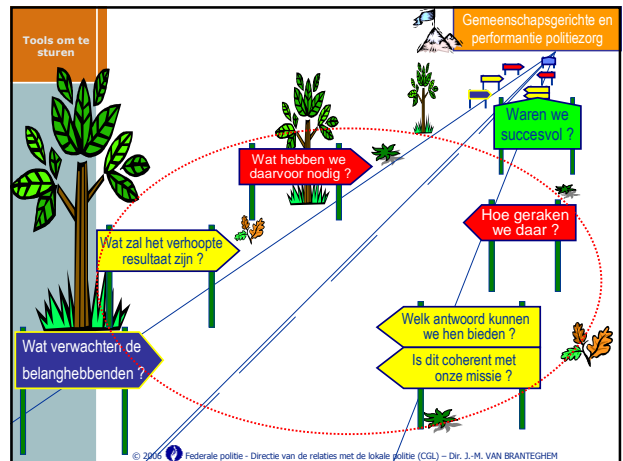 Tools om te
sturen
Gemeenschapsgerichte en
performantie politiezorg
Waren we
succesvol ?
Wat hebben we
daarvoor nodig ?
Hoe geraken
we daar ?
Wat zal het verhoopte
resultaat zijn ?
Welk antwoord kunnen
we hen bieden ?
Is dit coherent met
onze missie ?
Wat verwachten de
belanghebbenden ?
© 2006 Federale politie - Directie van de relaties met de lokale politie (CGL) – Dir. J.-M. VAN BRANTEGHEM